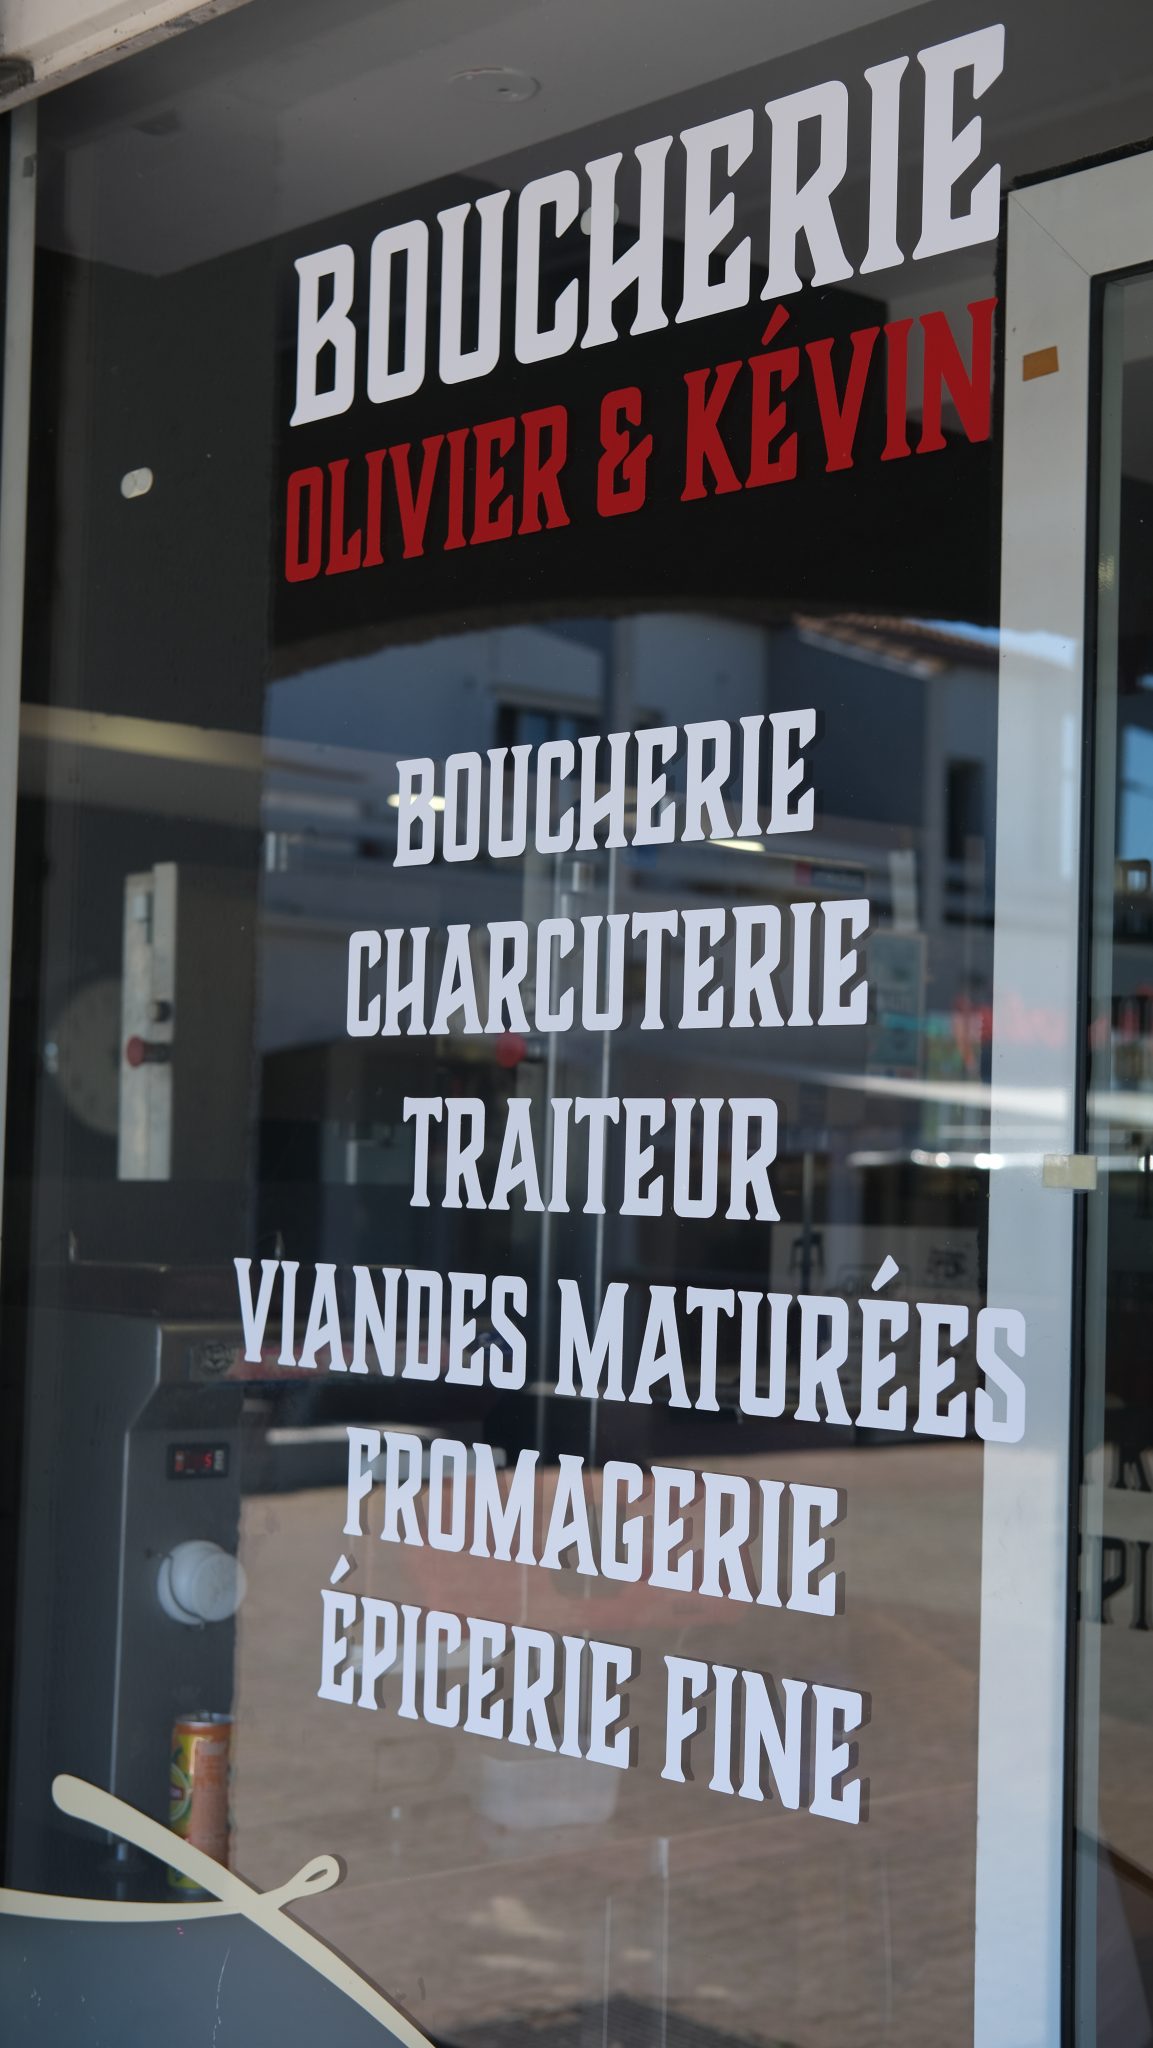 BOUCHERIE
OLIVIER & KÉVIN
BOUCHERIE
CHARCUTERIE
TRAITEUR
VIANDES MATURÉES
FROMAGERIE
ÉPICERIE FINE